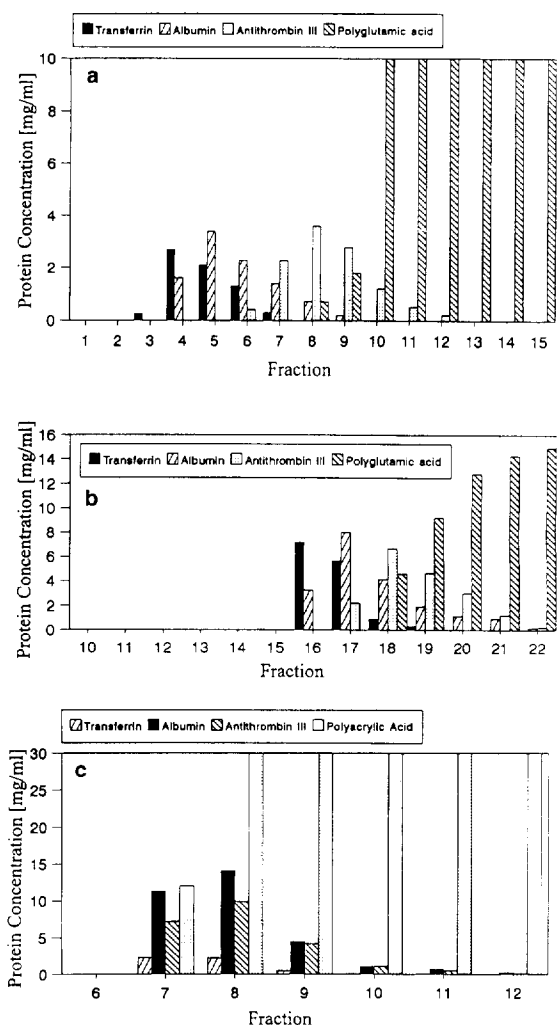 Transferrin Albumin Antithrombin III Polyglutamic acid
a
10
8
6
4
2
0
Protein Concentration [mg/ml]
1 2 3 4 5 6 7 8 9 10 11 12 13 14 15
Fraction
Transferrin Albumin Antithrombin III Polyglutamic acid
b
16
14
12
10
8
6
4
2
0
Protein Concentration [mg/ml]
10 11 12 13 14 15 16 17 18 19 20 21 22
Fraction
Transferrin Albumin Antithrombin III Polyacrylic Acid
c
30
25
20
15
10
5
0
Protein Concentration [mg/ml]
6 7 8 9 10 11 12
Fraction